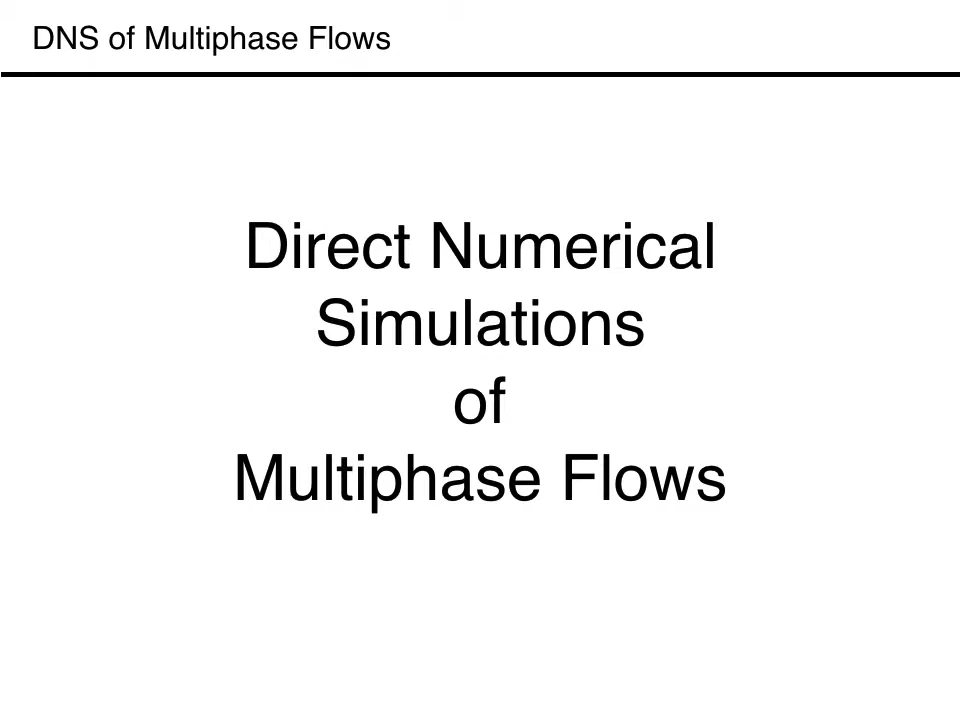 DNS of Multiphase Flows
Direct Numerical
Simulations
of
Multiphase Flows